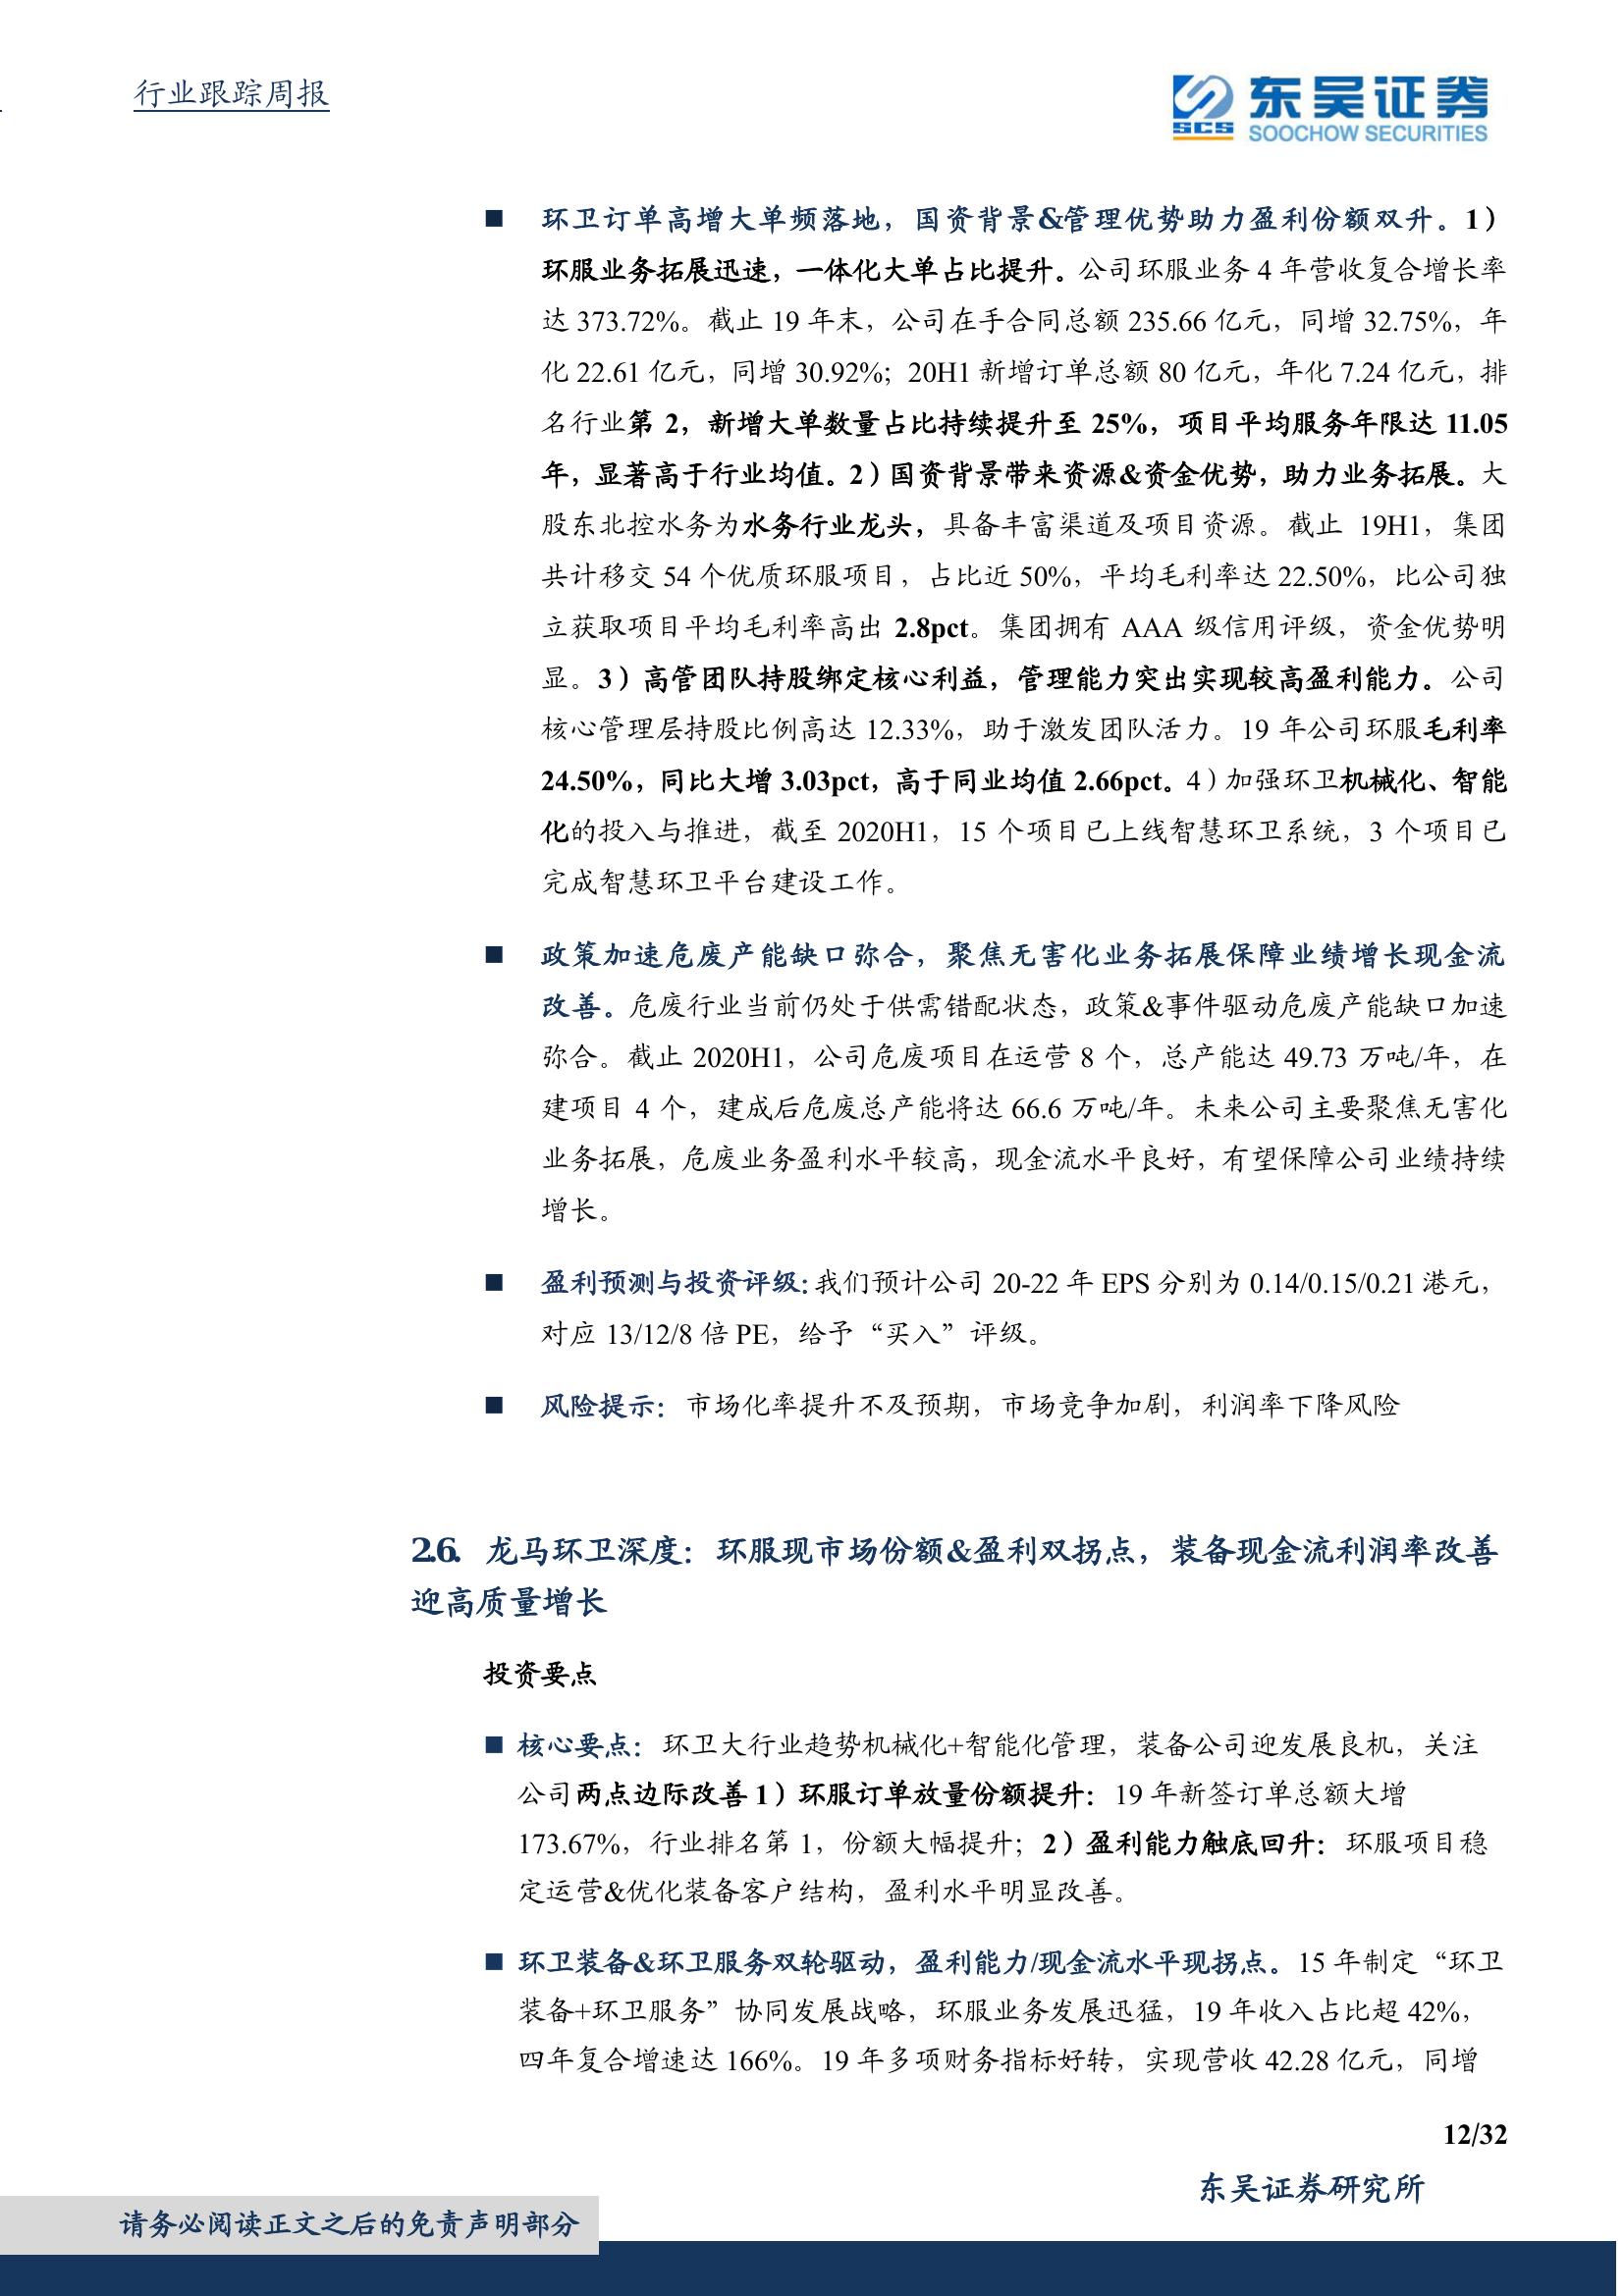 行业跟踪周报
SCS
东吴证券
SOOCHOW SECURITIES
■ 环卫订单高增大单频落地，国资背景&管理优势助力盈利份额双升。1）
环服业务拓展迅速，一体化大单占比提升。公司环服业务 4 年营收复合增长率
达 373.72%。截止 19 年末，公司在手合同总额 235.66 亿元，同增 32.75%，年
化 22.61 亿元，同增 30.92%；20H1 新增订单总额 80 亿元，年化 7.24 亿元，排
名行业第 2，新增大单数量占比持续提升至 25%，项目平均服务年限达 11.05
年，显著高于行业均值。2）国资背景带来资源&资金优势，助力业务拓展。大
股东北控水务为水务行业龙头，具备丰富渠道及项目资源。截止 19H1，集团
共计移交 54 个优质环服项目，占比近 50%，平均毛利率达 22.50%，比公司独
立获取项目平均毛利率高出 2.8pct。集团拥有 AAA 级信用评级，资金优势明
显。3）高管团队持股绑定核心利益，管理能力突出实现较高盈利能力。公司
核心管理层持股比例高达 12.33%，助于激发团队活力。19 年公司环服毛利率
24.50%，同比大增 3.03pct，高于同业均值 2.66pct。4）加强环卫机械化、智能
化的投入与推进，截至 2020H1，15 个项目已上线智慧环卫系统，3 个项目已
完成智慧环卫平台建设工作。
■ 政策加速危废产能缺口弥合，聚焦无害化业务拓展保障业绩增长现金流
改善。危废行业当前仍处于供需错配状态，政策&事件驱动危废产能缺口加速
弥合。截止 2020H1，公司危废项目在运营 8 个，总产能达 49.73 万吨/年，在
建项目 4 个，建成后危废总产能将达 66.6 万吨/年。未来公司主要聚焦无害化
业务拓展，危废业务盈利水平较高，现金流水平良好，有望保障公司业绩持续
增长。
■ 盈利预测与投资评级：我们预计公司 20-22 年 EPS 分别为 0.14/0.15/0.21 港元，
对应 13/12/8 倍 PE，给予“买入”评级。
■ 风险提示：市场化率提升不及预期，市场竞争加剧，利润率下降风险
2.6. 龙马环卫深度：环服现市场份额&盈利双拐点，装备现金流利润率改善
迎高质量增长
投资要点
■ 核心要点：环卫大行业趋势机械化+智能化管理，装备公司迎发展良机，关注
公司两点边际改善 1）环服订单放量份额提升：19 年新签订单总额大增
173.67%，行业排名第 1，份额大幅提升；2）盈利能力触底回升：环服项目稳
定运营&优化装备客户结构，盈利水平明显改善。
■ 环卫装备&环卫服务双轮驱动，盈利能力/现金流水平现拐点。15 年制定“环卫
装备+环卫服务”协同发展战略，环服业务发展迅猛，19 年收入占比超 42%，
四年复合增速达 166%。19 年多项财务指标好转，实现营收 42.28 亿元，同增
12/32
东吴证券研究所
请务必阅读正文之后的免责声明部分